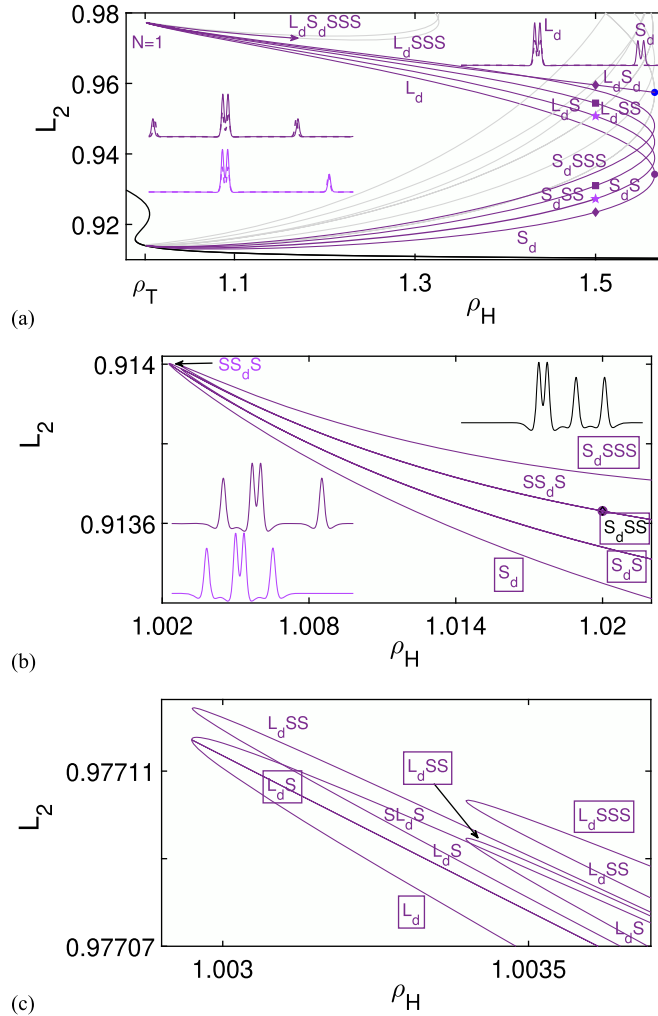 N=1
L_dS_dSSS
L_dSSS
L_d
S_d
L_d
L_dS_d
L_dS
L_dSS
S_dSSS
S_dSS
S_dS
S_d
0.98
0.96
0.94
0.92
L_2
ρ_T
1.1
1.3
1.5
ρ_H
(a)
0.914
SS_dS
S_dSSS
SS_dS
0.9136
S_dSS
S_dS
S_d
L_2
1.002
1.008
1.014
1.02
ρ_H
(b)
L_dSS
L_dSS
0.97711
L_dS
SL_dS
L_dSSS
L_dS
L_dSS
L_d
L_dS
L_2
0.97707
1.003
1.0035
ρ_H
(c)